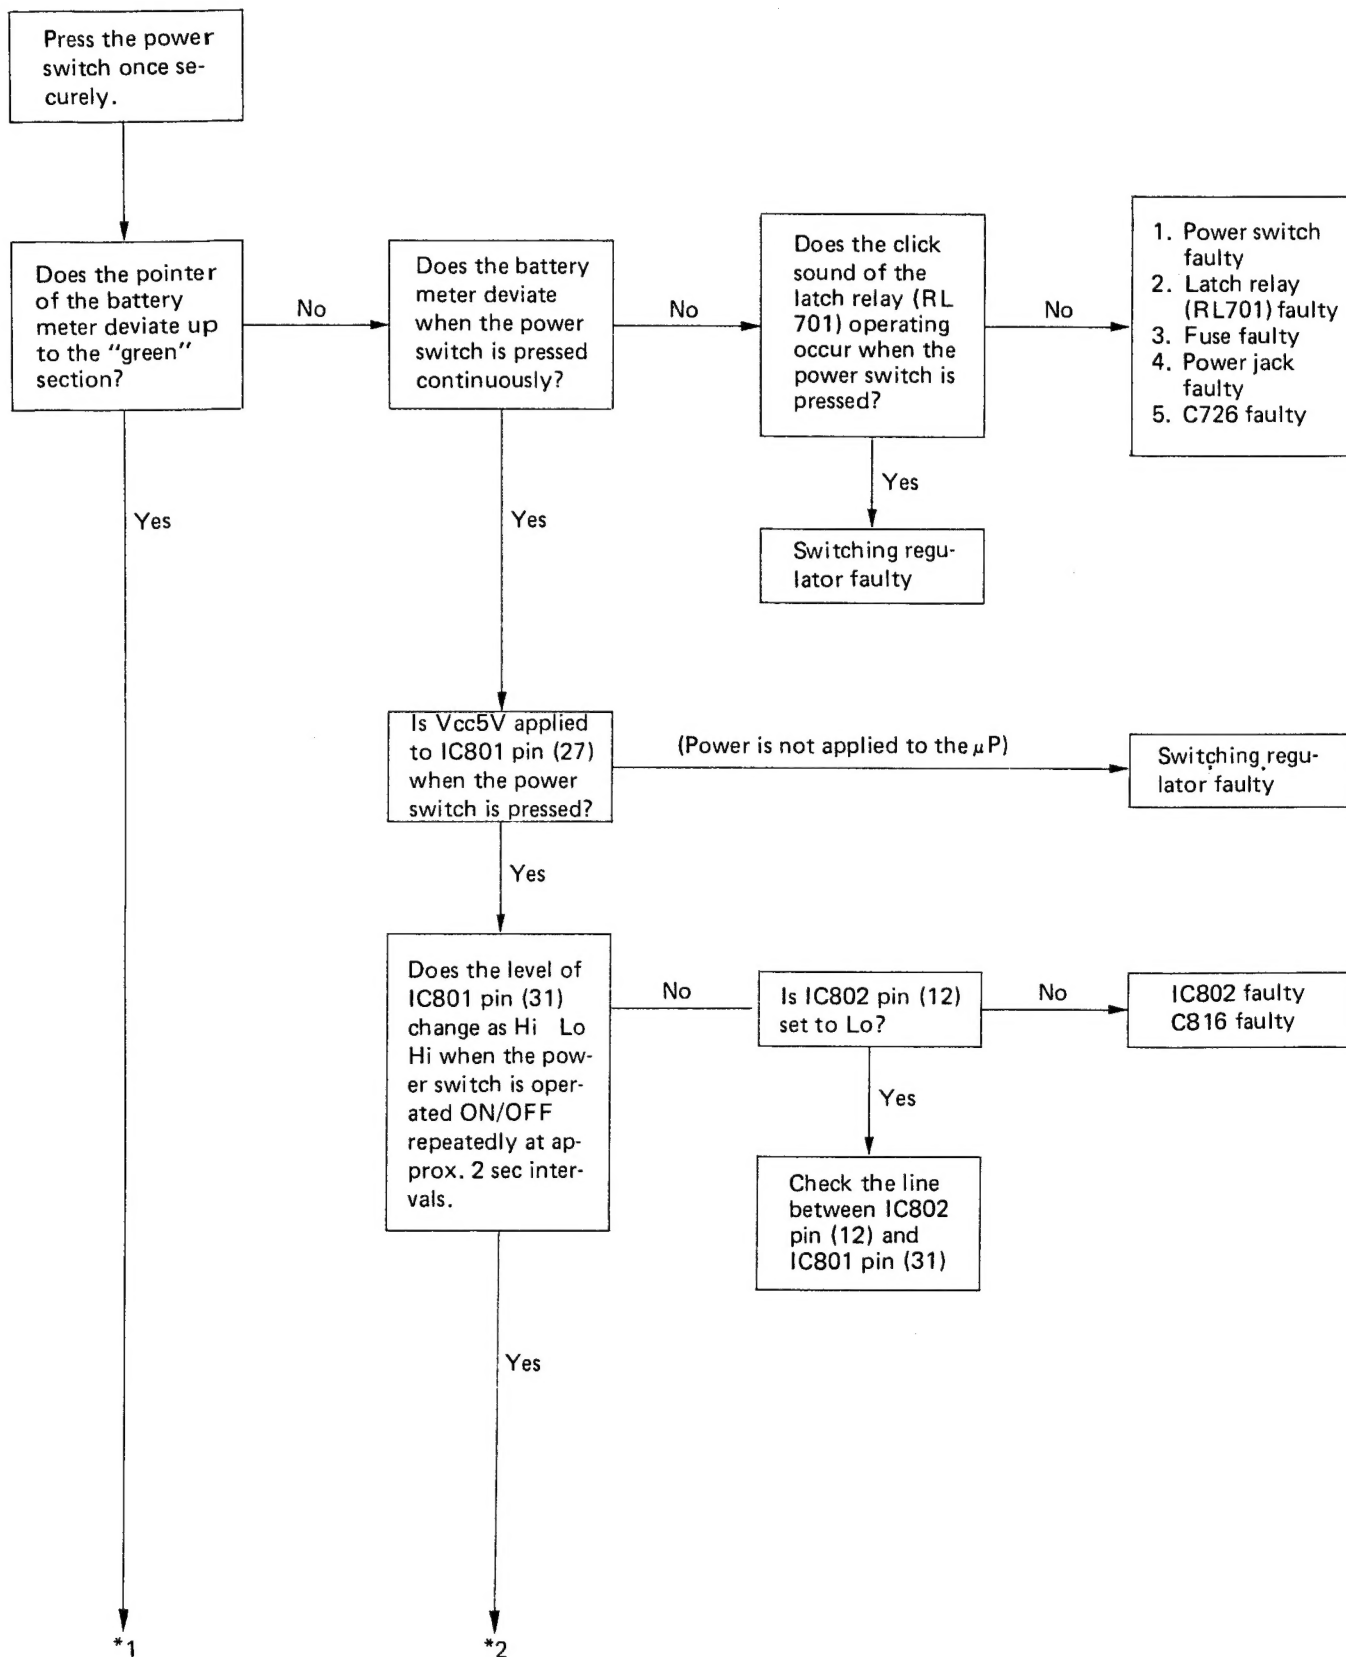 Press the power
switch once se-
curely.
Does the pointer
of the battery
meter deviate up
to the "green"
section?
No
Does the battery
meter deviate
when the power
switch is pressed
continuously?
No
Does the click
sound of the
latch relay (RL
701) operating
occur when the
power switch is
pressed?
No
1. Power switch
faulty
2. Latch relay
(RL701) faulty
3. Fuse faulty
4. Power jack
faulty
5. C726 faulty
Yes
Yes
Yes
Switching regu-
lator faulty
Is Vcc5V applied
to IC801 pin (27)
when the power
switch is pressed?
(Power is not applied to the μP)
Switching regu-
lator faulty
Yes
Does the level of
IC801 pin (31)
change as Hi Lo
Hi when the pow-
er switch is oper-
ated ON/OFF
repeatedly at ap-
prox. 2 sec inter-
vals.
No
Is IC802 pin (12)
set to Lo?
No
IC802 faulty
C816 faulty
Yes
Check the line
between IC802
pin (12) and
IC801 pin (31)
Yes
*1
*2